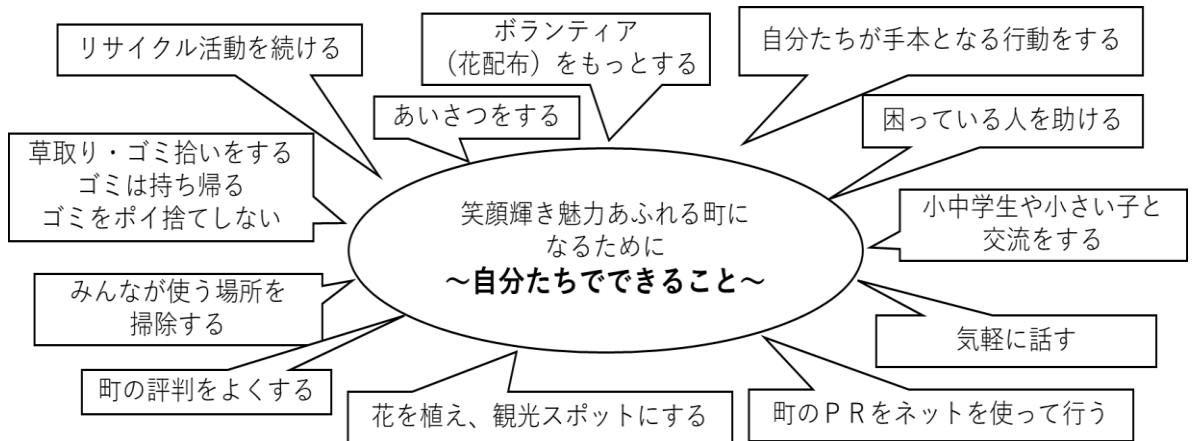 リサイクル活動を続ける
ボランティア
（花配布）をもっとする
自分たちが手本となる行動をする
あいさつをする
困っている人を助ける
草取り・ゴミ拾いをする
ゴミは持ち帰る
ゴミをポイ捨てしない
笑顔輝き魅力あふれる町に
なるために
～自分たちでできること～
小中学生や小さい子と
交流をする
みんなが使う場所を
掃除する
気軽に話す
町の評判をよくする
花を植え、観光スポットにする
町のＰＲをネットを使って行う